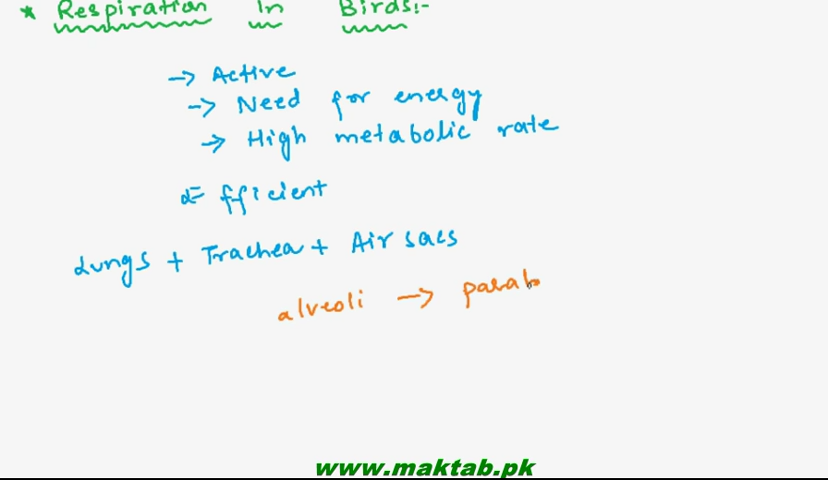 * Respiration In Birds:-
→ Active
→ Need for energy
→ High metabolic rate
Efficient
Lungs + Trachea + Air sacs
alveoli → parab
www.maktab.pk